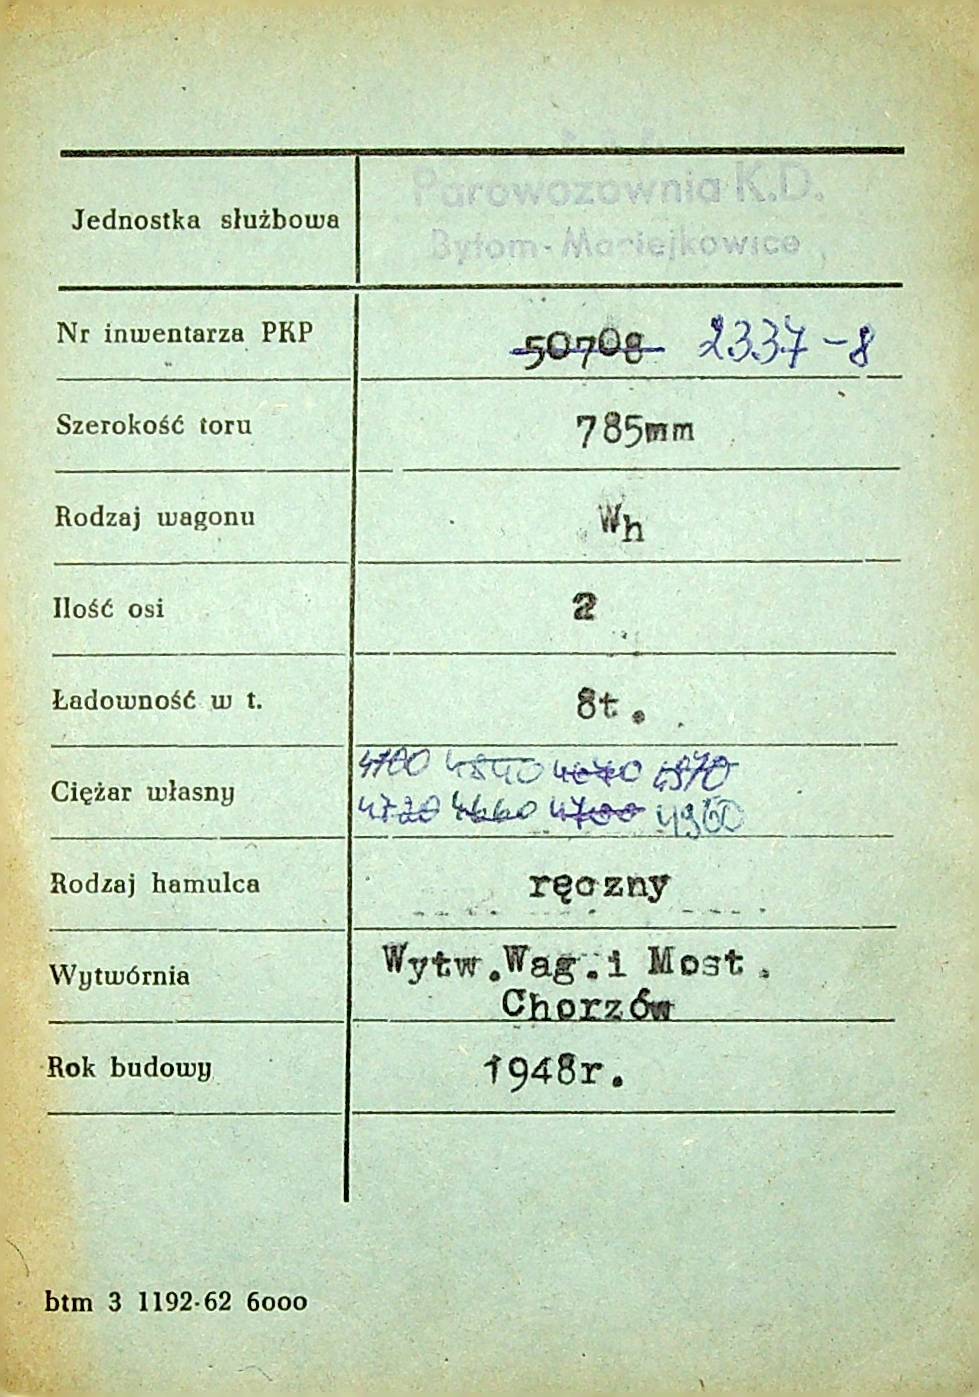 Parowozownia K.D.
Jednostka służbowa
Bytom-Maciejkowice
Nr inwentarza PKP 50708 2337-8
Szerokość toru 785mm
Rodzaj wagonu Wh
Ilość osi 2
Ładowność w t. 8t.
4700 4840 4970
Ciężar własny
4720 4660 4700 4960
Rodzaj hamulca ręczny
Wytw.Wag.i Most.
Wytwórnia
Chorzów
Rok budowy 1948r.
btm 3 1192-62 6000